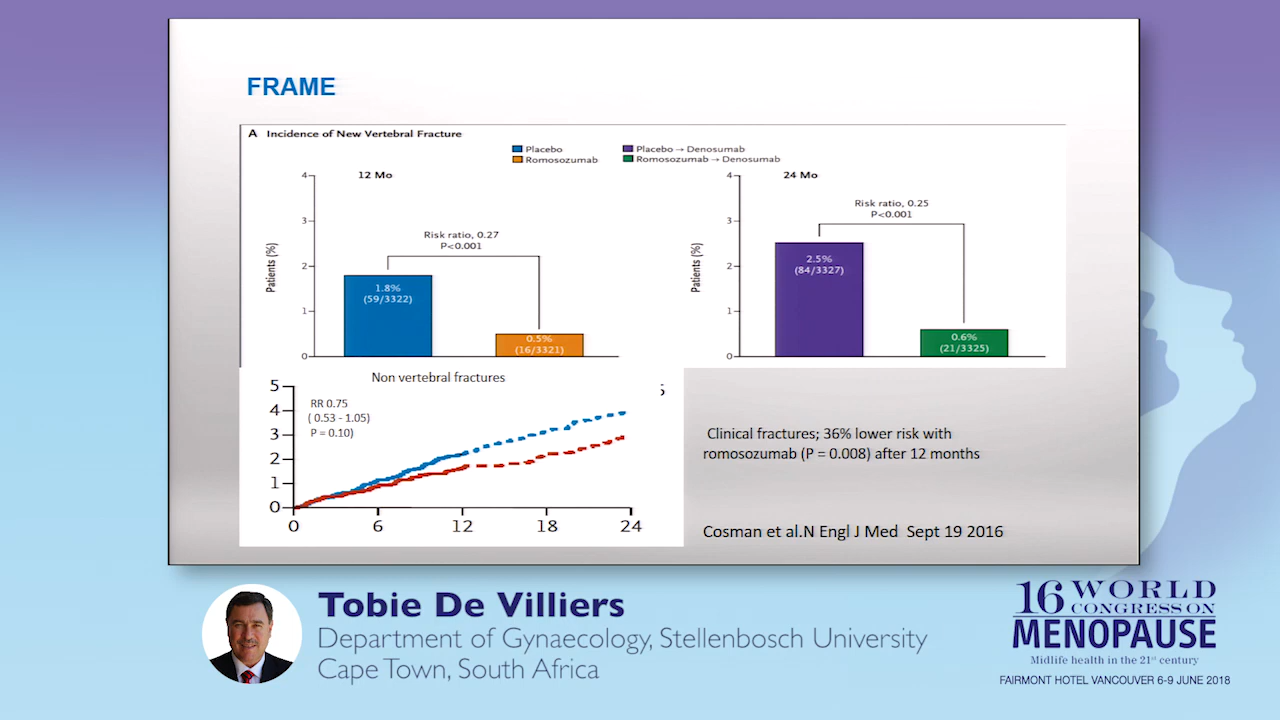 FRAME
A Incidence of New Vertebral Fracture
Placebo
Romosozumab
Placebo → Denosumab
Romosozumab → Denosumab
12 Mo
Patients (%)
4
3
2
1
0
Risk ratio, 0.27
P<0.001
1.8%
(59/3322)
0.5%
(16/3321)
24 Mo
Patients (%)
4
3
2
1
0
Risk ratio, 0.25
P<0.001
2.5%
(84/3327)
0.6%
(21/3325)
Non vertebral fractures
5
4
3
2
1
0
RR 0.75
( 0.53 - 1.05)
P = 0.10)
0 6 12 18 24
Clinical fractures; 36% lower risk with
romosozumab (P = 0.008) after 12 months
Cosman et al.N Engl J Med Sept 19 2016
Tobie De Villiers
Department of Gynaecology, Stellenbosch University
Cape Town, South Africa
16 WORLD
CONGRESS ON
MENOPAUSE
Midlife health in the 21st century
FAIRMONT HOTEL VANCOUVER 6-9 JUNE 2018